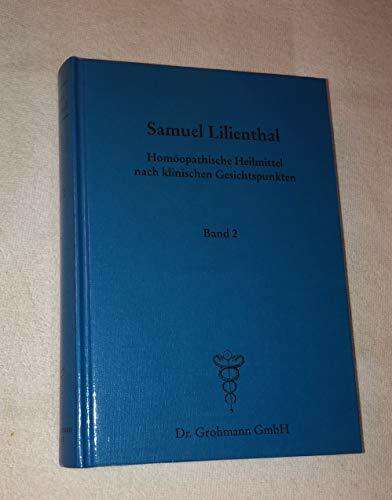 Samuel Lilienthal
Homöopathische Heilmittel
nach klinischen Gesichtspunkten
Band 2
Dr. Grohmann GmbH